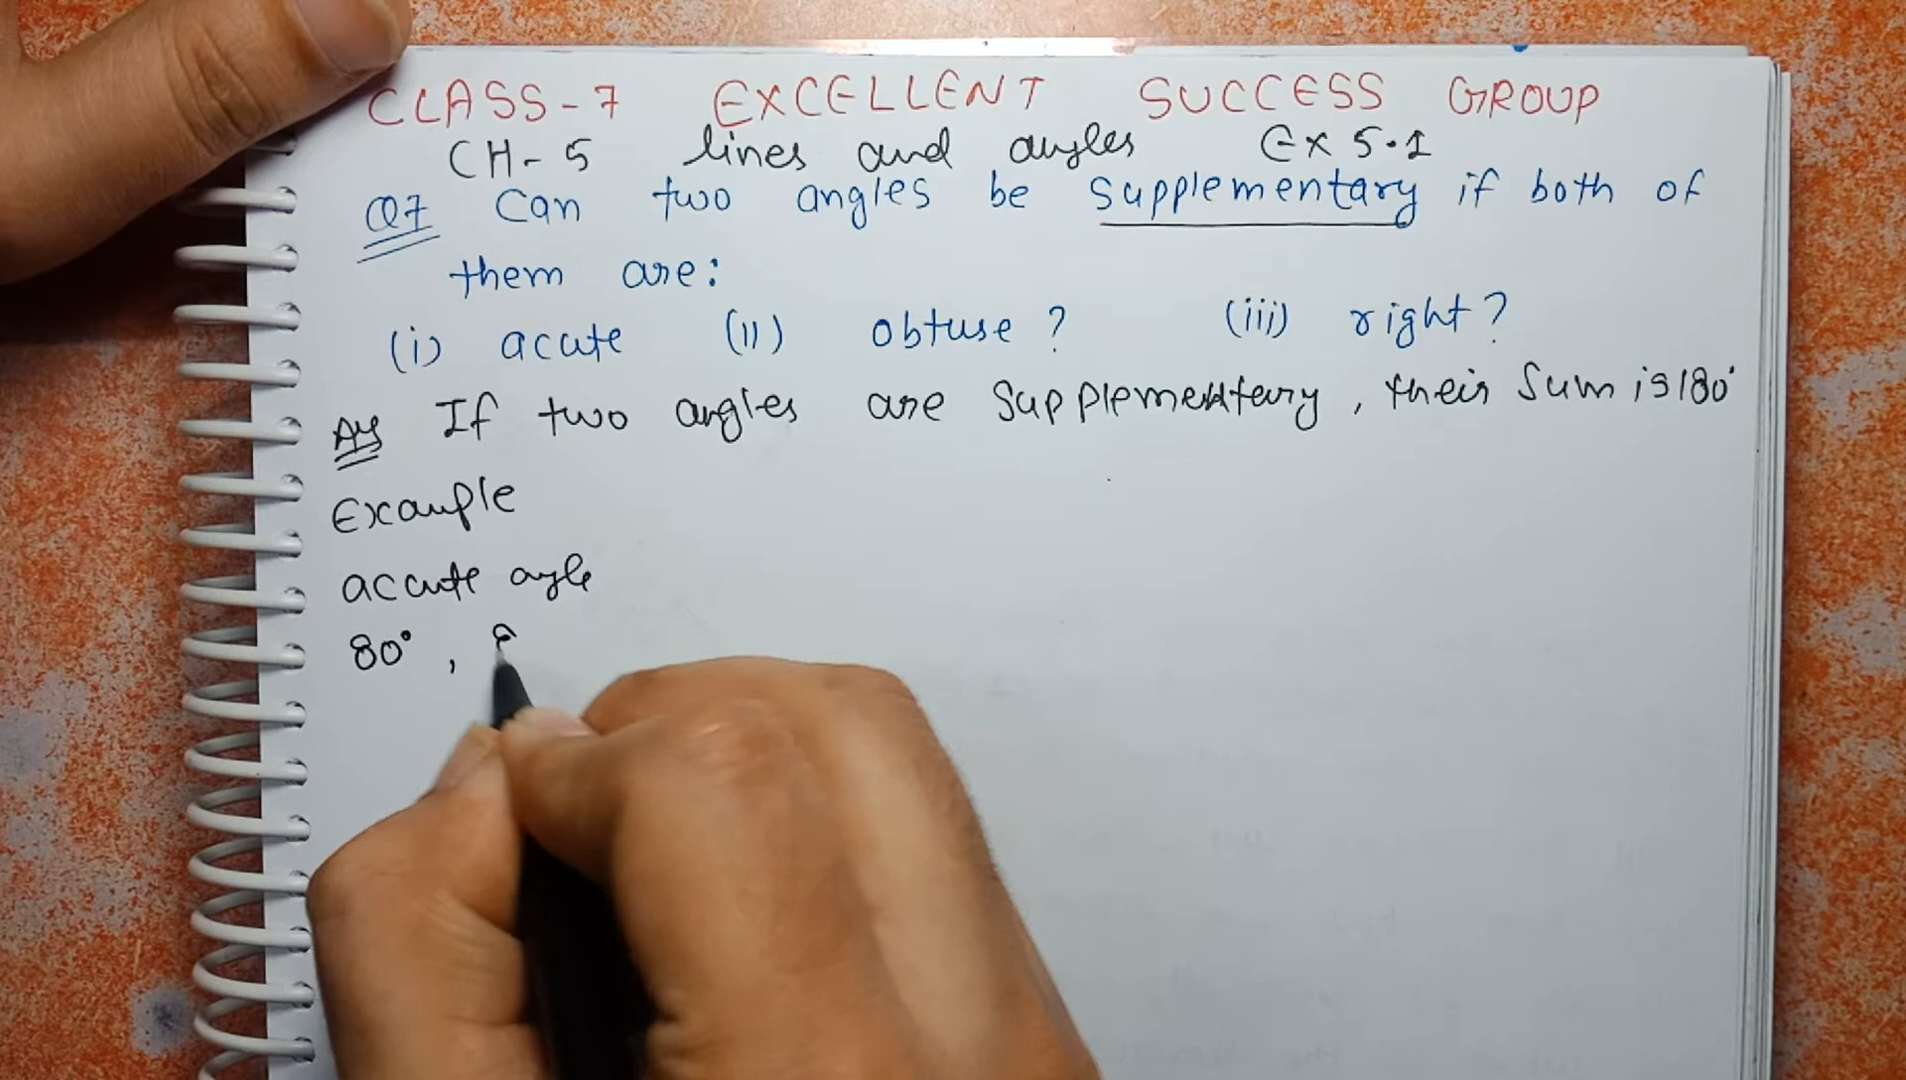 CLASS-7 EXCELLENT SUCCESS GROUP
CH-5 lines and angles Ex 5.1
Q7 Can two angles be supplementary if both of
them are:
(i) acute (ii) obtuse? (iii) right?
Ans If two angles are supplementary, their sum is 180°
Example
accute angle
80° ,